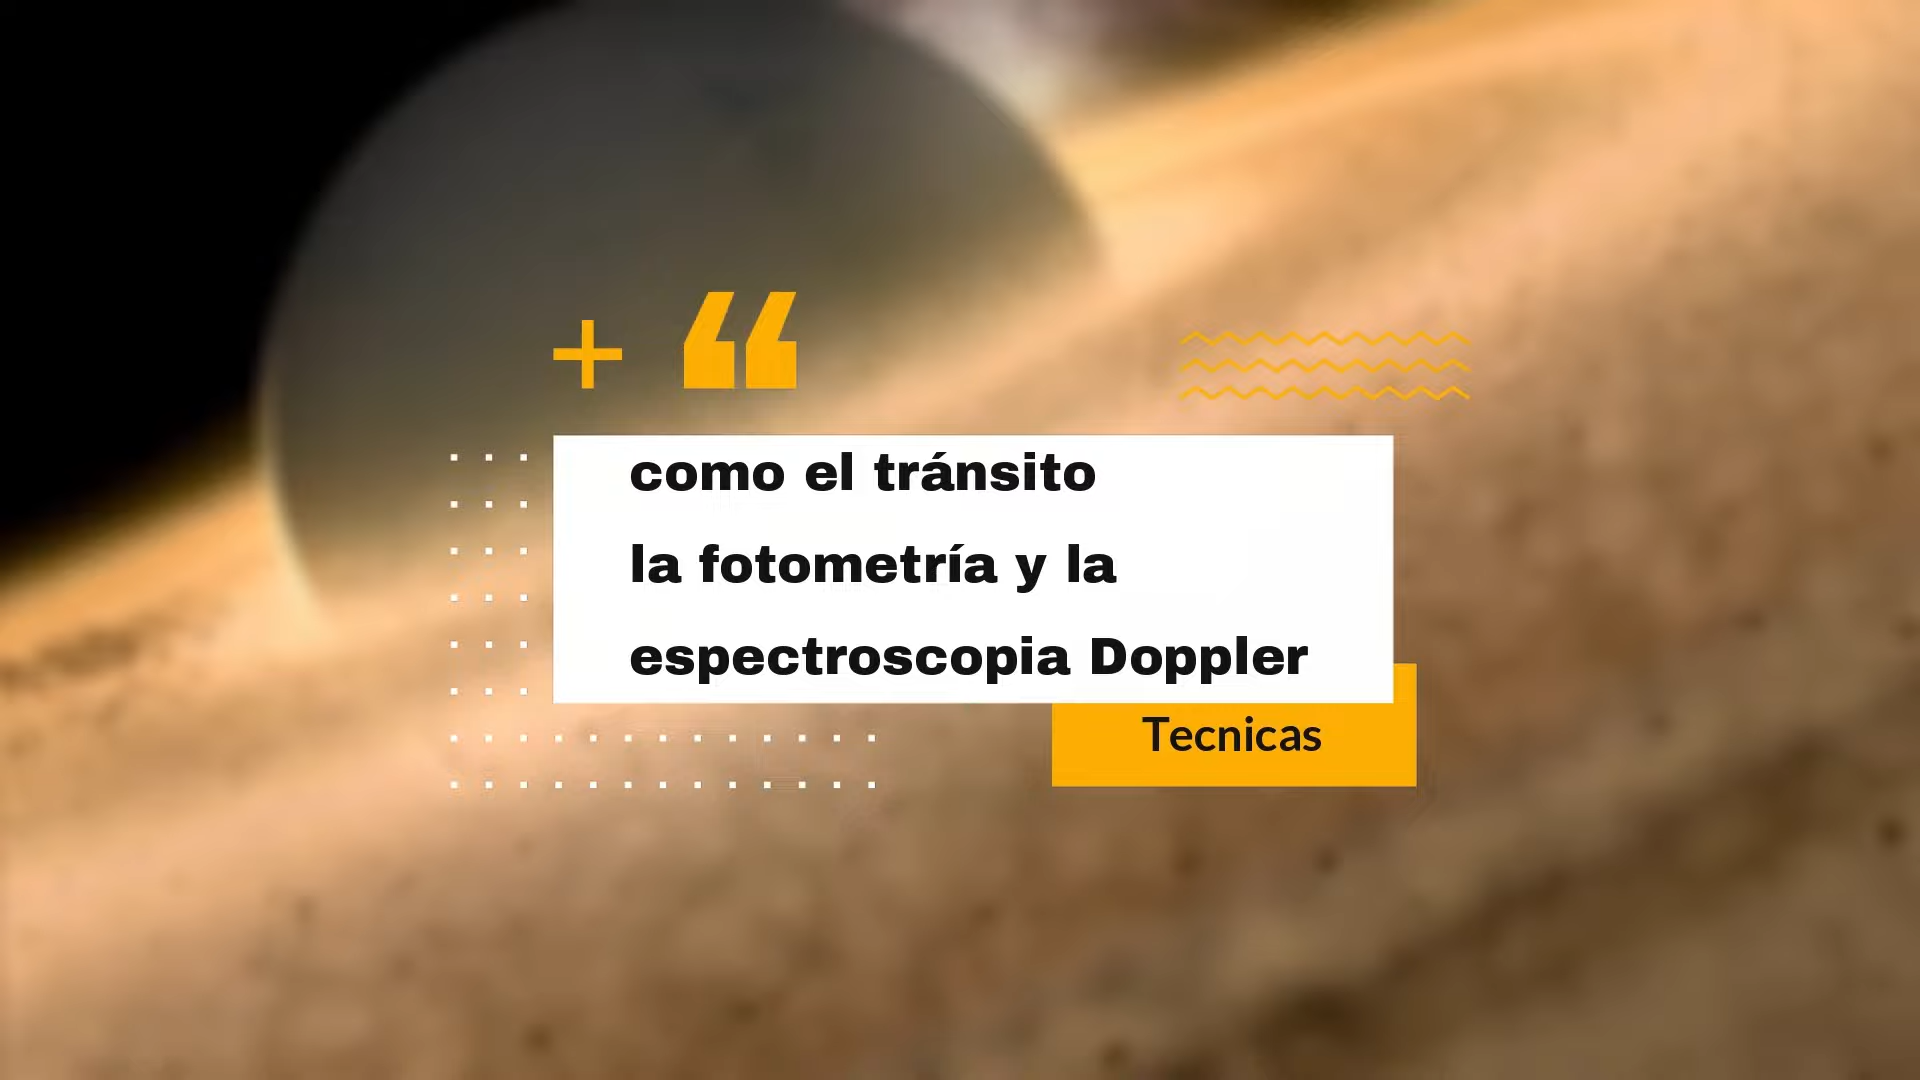 “
como el tránsito
la fotometría y la
espectroscopia Doppler
Tecnicas